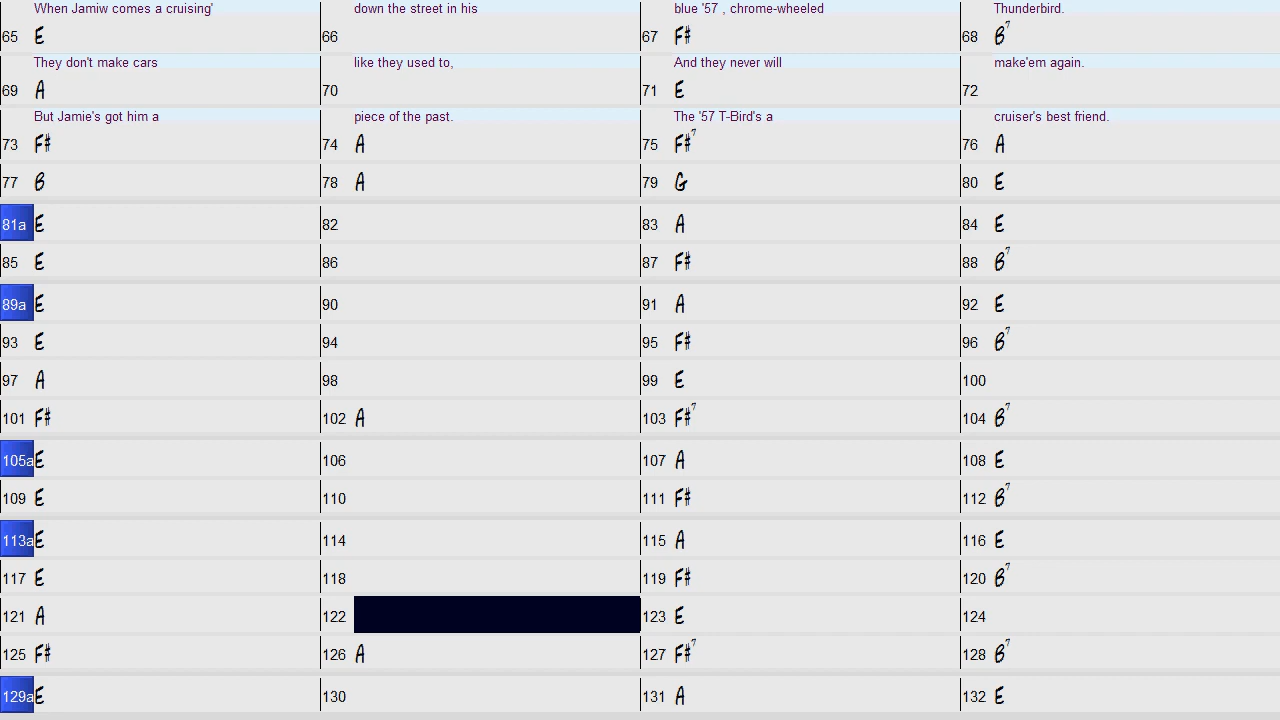 When Jamiw comes a cruising' down the street in his blue '57 , chrome-wheeled Thunderbird.
65 E 66 67 F# 68 B7
They don't make cars like they used to, And they never will make'em again.
69 A 70 71 E 72
But Jamie's got him a piece of the past. The '57 T-Bird's a cruiser's best friend.
73 F# 74 A 75 F#7 76 A
77 B 78 A 79 G 80 E
81a E 82 83 A 84 E
85 E 86 87 F# 88 B7
89a E 90 91 A 92 E
93 E 94 95 F# 96 B7
97 A 98 99 E 100
101 F# 102 A 103 F#7 104 B7
105a E 106 107 A 108 E
109 E 110 111 F# 112 B7
113a E 114 115 A 116 E
117 E 118 119 F# 120 B7
121 A 122 123 E 124
125 F# 126 A 127 F#7 128 B7
129a E 130 131 A 132 E